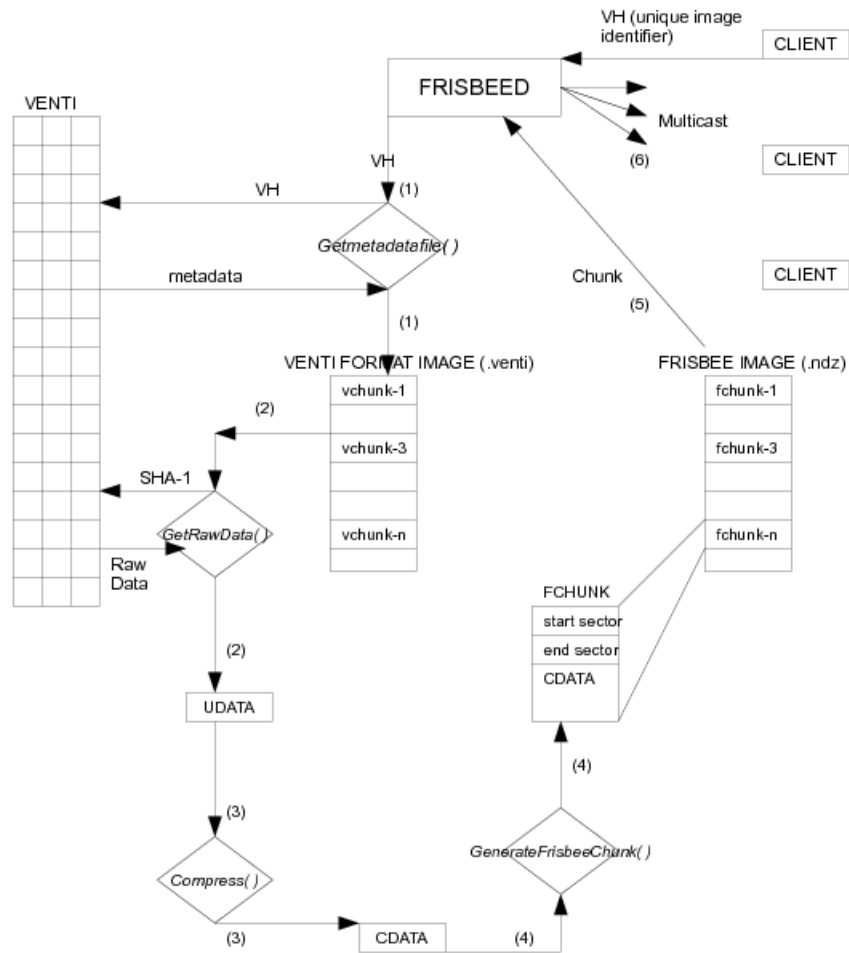 VH (unique image
identifier)
CLIENT
FRISBEED
VENTI
Multicast
(6)
CLIENT
VH
(1)
VH
Getmetadatafile( )
metadata
Chunk
CLIENT
(5)
(1)
VENTI FORMAT IMAGE (.venti)
FRISBEE IMAGE (.ndz)
vchunk-1
fchunk-1
(2)
vchunk-3
fchunk-3
SHA-1
GetRawData( )
vchunk-n
fchunk-n
Raw
Data
FCHUNK
start sector
end sector
CDATA
(2)
UDATA
(4)
(3)
GenerateFrisbeeChunk( )
Compress( )
(3)
CDATA
(4)